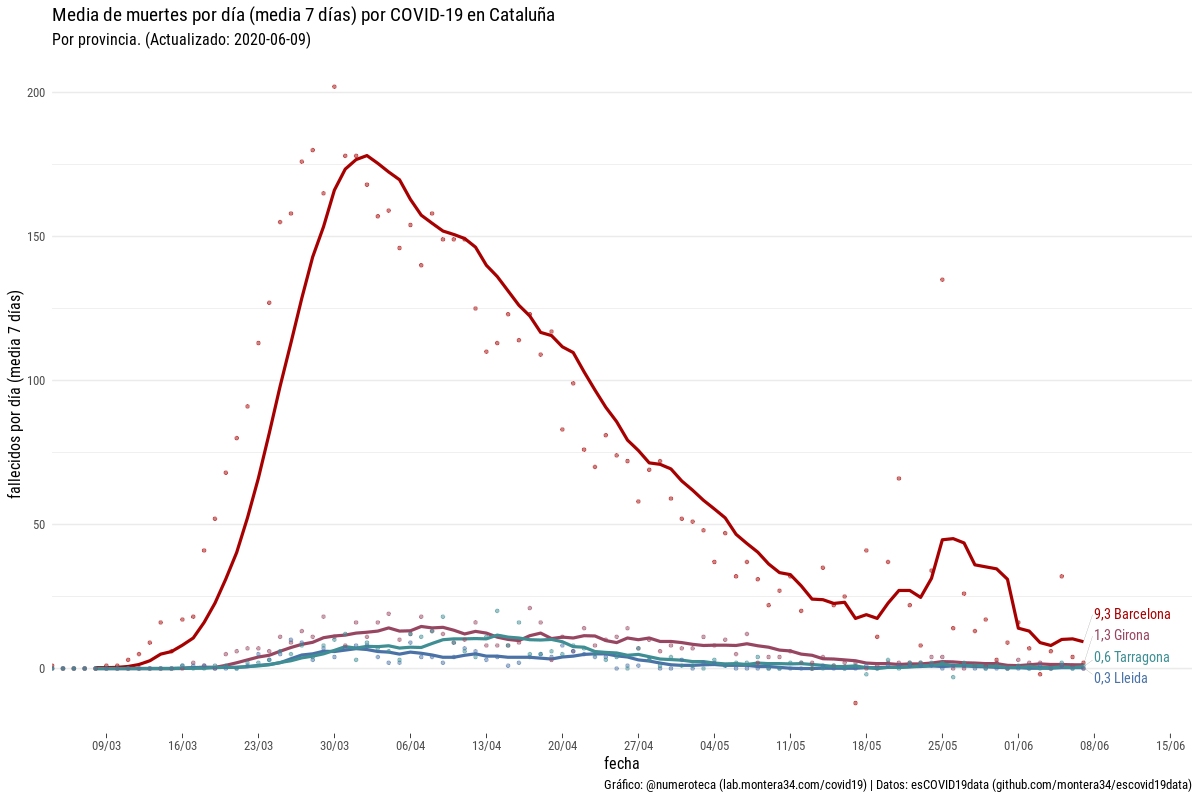 Media de muertes por día (media 7 días) por COVID-19 en Cataluña
Por provincia. (Actualizado: 2020-06-09)
fallecidos por día (media 7 días)
200
150
100
50
0
9,3 Barcelona
1,3 Girona
0,6 Tarragona
0,3 Lleida
09/03 16/03 23/03 30/03 06/04 13/04 20/04 27/04 04/05 11/05 18/05 25/05 01/06 08/06 15/06
fecha
Gráfico: @numeroteca (lab.montera34.com/covid19) | Datos: esCOVID19data (github.com/montera34/escovid19data)